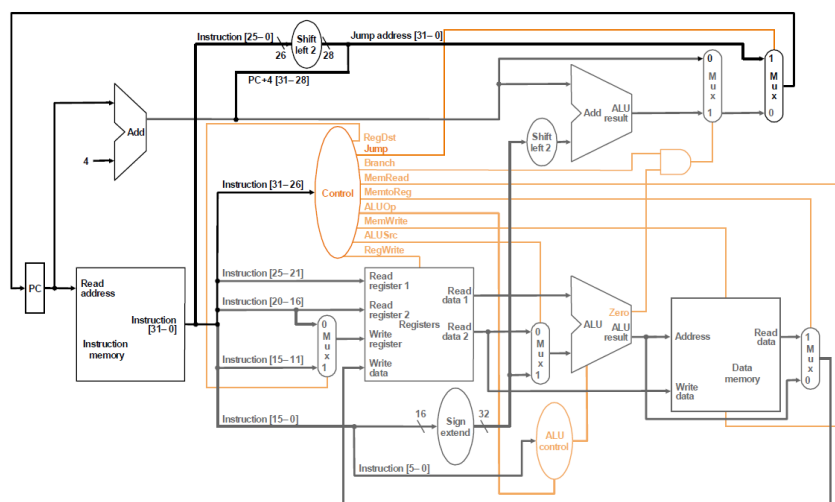 Instruction [25–0]
26
Shift
left 2
28
Jump address [31–0]
PC+4 [31–28]
Add
4
0
M
u
x
1
1
M
u
x
0
Add
ALU
result
Shift
left 2
RegDst
Jump
Branch
MemRead
MemtoReg
ALUOp
MemWrite
ALUSrc
RegWrite
Control
Instruction [31–26]
PC
Read
address
Instruction
[31–0]
Instruction
memory
Instruction [25–21]
Instruction [20–16]
Instruction [15–11]
Instruction [15–0]
0
M
u
x
1
Read
register 1
Read
register 2
Write
register
Write
data
Registers
Read
data 1
Read
data 2
0
M
u
x
1
Zero
ALU
ALU
result
Address
Read
data
Data
memory
Write
data
1
M
u
x
0
16
Sign
extend
32
ALU
control
Instruction [5–0]